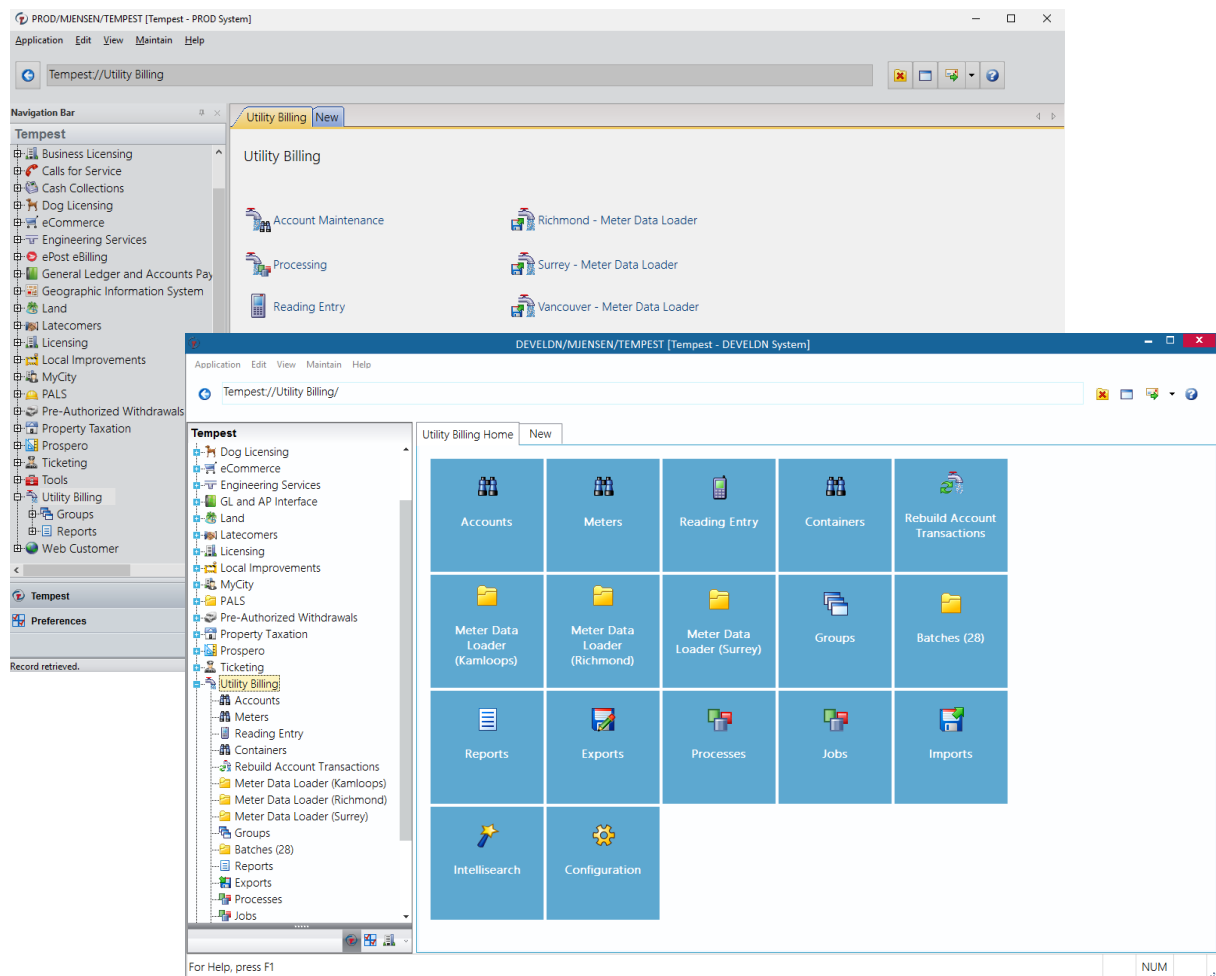 PROD/MJENSEN/TEMPEST [Tempest - PROD System]
Application Edit View Maintain Help
Tempest://Utility Billing
Navigation Bar
Tempest
Business Licensing
Calls for Service
Cash Collections
Dog Licensing
eCommerce
Engineering Services
ePost eBilling
General Ledger and Accounts Pay
Geographic Information System
Land
Latecomers
Licensing
Local Improvements
MyCity
PALS
Pre-Authorized Withdrawals
Property Taxation
Prospero
Ticketing
Tools
Utility Billing
Groups
Reports
Web Customer
Tempest
Preferences
Record retrieved.
Utility Billing New
Utility Billing
Account Maintenance
Richmond - Meter Data Loader
Processing
Surrey - Meter Data Loader
Reading Entry
Vancouver - Meter Data Loader
DEVELDN/MJENSEN/TEMPEST [Tempest - DEVELDN System]
Application Edit View Maintain Help
Tempest://Utility Billing/
Tempest
Dog Licensing
eCommerce
Engineering Services
GL and AP Interface
Land
Latecomers
Licensing
Local Improvements
MyCity
PALS
Pre-Authorized Withdrawals
Property Taxation
Prospero
Ticketing
Utility Billing
Accounts
Meters
Reading Entry
Containers
Rebuild Account Transactions
Meter Data Loader (Kamloops)
Meter Data Loader (Richmond)
Meter Data Loader (Surrey)
Groups
Batches (28)
Reports
Exports
Processes
Jobs
Utility Billing Home New
Accounts
Meters
Reading Entry
Containers
Rebuild Account
Transactions
Meter Data
Loader
(Kamloops)
Meter Data
Loader
(Richmond)
Meter Data
Loader (Surrey)
Groups
Batches (28)
Reports
Exports
Processes
Jobs
Imports
Intellisearch
Configuration
For Help, press F1
NUM